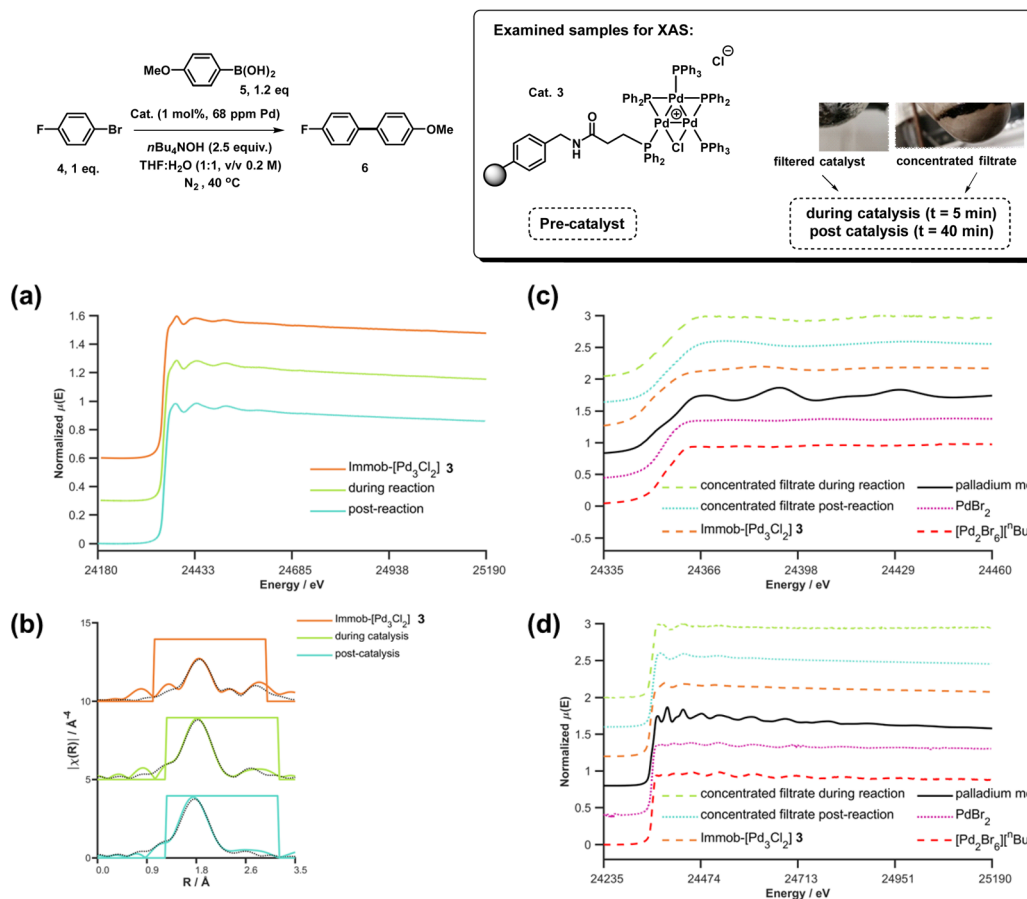 MeO
B(OH)2
5, 1.2 eq
F
Br
4, 1 eq.
Cat. (1 mol%, 68 ppm Pd)
nBu4NOH (2.5 equiv.)
THF:H2O (1:1, v/v 0.2 M)
N2 , 40 °C
F
OMe
6
Examined samples for XAS:
Cat. 3
Cl⊖
PPh3
Ph2P
Pd
PPh2
⊕
Pd
Pd
O
N
H
P
Ph2
Cl
PPh3
Pre-catalyst
filtered catalyst
concentrated filtrate
during catalysis (t = 5 min)
post catalysis (t = 40 min)
(a)
Normalized μ(E)
1.6
1.4
1.2
1
0.8
0.6
0.4
0.2
0
Immob-[Pd3Cl2] 3
during reaction
post-reaction
24180 24433 24685 24938 25190
Energy / eV
(b)
|χ(R)| / Å-4
15
10
5
0
Immob-[Pd3Cl2] 3
during catalysis
post-catalysis
0.0 0.9 1.8 2.6 3.5
R / Å
(c)
Normalized μ(E)
3
2.5
2
1.5
1
0.5
0
-0.5
concentrated filtrate during reaction
concentrated filtrate post-reaction
Immob-[Pd3Cl2] 3
palladium me
PdBr2
[Pd2Br6][nBu
24335 24366 24398 24429 24460
Energy / eV
(d)
Normalized μ(E)
3
2.5
2
1.5
1
0.5
0
concentrated filtrate during reaction
concentrated filtrate post-reaction
Immob-[Pd3Cl2] 3
palladium me
PdBr2
[Pd2Br6][nBu
24235 24474 24713 24951 25190
Energy / eV